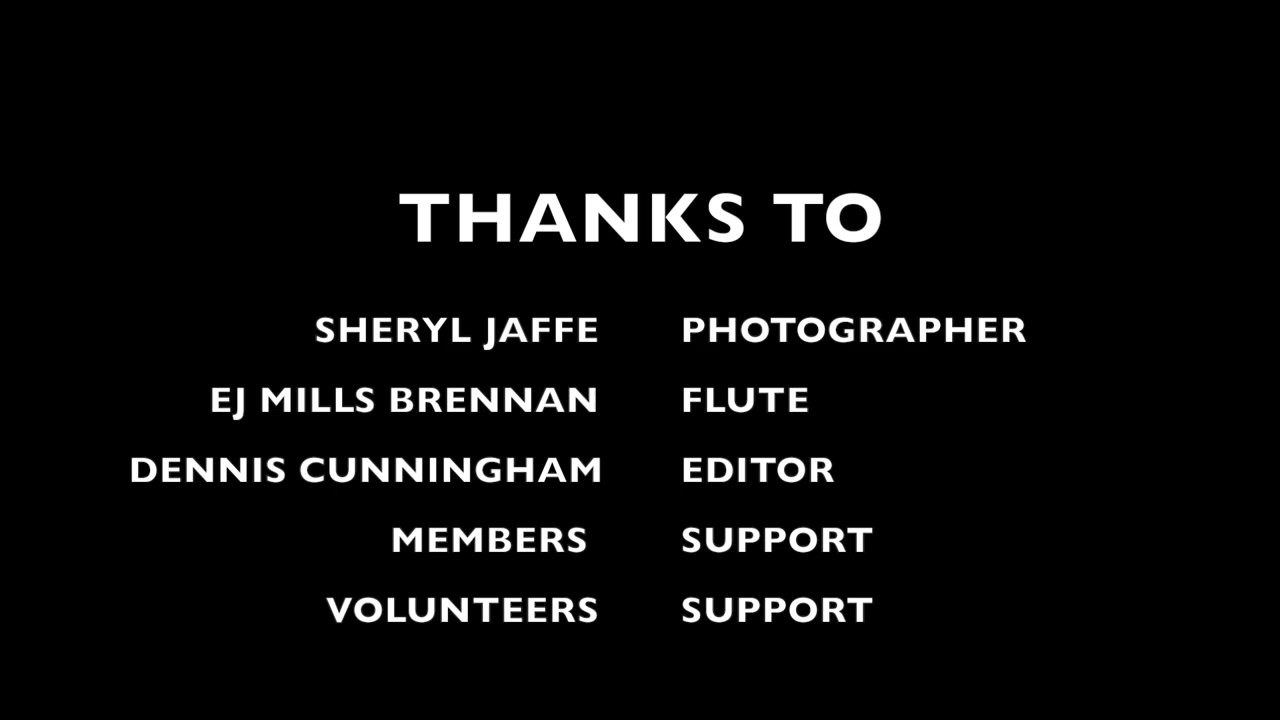 THANKS TO
SHERYL JAFFE PHOTOGRAPHER
EJ MILLS BRENNAN FLUTE
DENNIS CUNNINGHAM EDITOR
MEMBERS SUPPORT
VOLUNTEERS SUPPORT